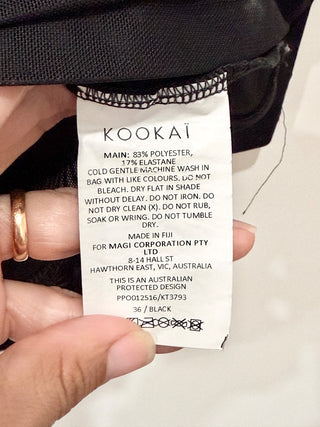 KOOKAÏ
MAIN: 83% POLYESTER,
17% ELASTANE
COLD GENTLE MACHINE WASH IN
BAG WITH LIKE COLOURS. DO NOT
BLEACH. DRY FLAT IN SHADE
WITHOUT DELAY. DO NOT IRON. DO
NOT DRY CLEAN (X). DO NOT RUB,
SOAK OR WRING. DO NOT TUMBLE
DRY.
MADE IN FIJI
FOR MAGI CORPORATION PTY
LTD
8-14 HALL ST
HAWTHORN EAST, VIC, AUSTRALIA
THIS IS AN AUSTRALIAN
PROTECTED DESIGN
PPO012516/KT3793
36 / BLACK